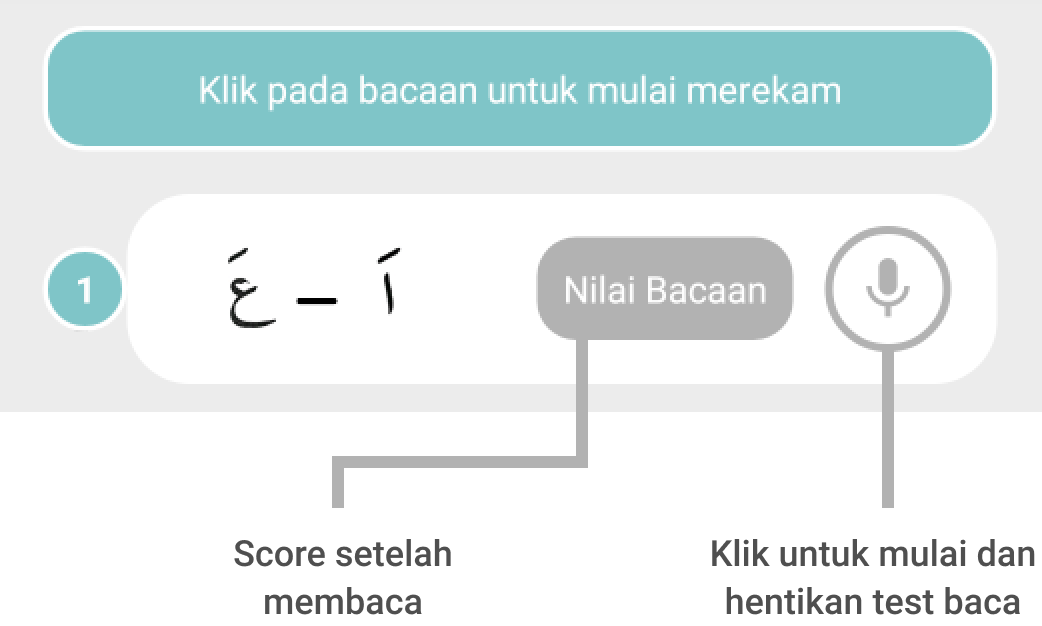 Klik pada bacaan untuk mulai merekam
1
اَ – عَ
Nilai Bacaan
Score setelah
membaca
Klik untuk mulai dan
hentikan test baca